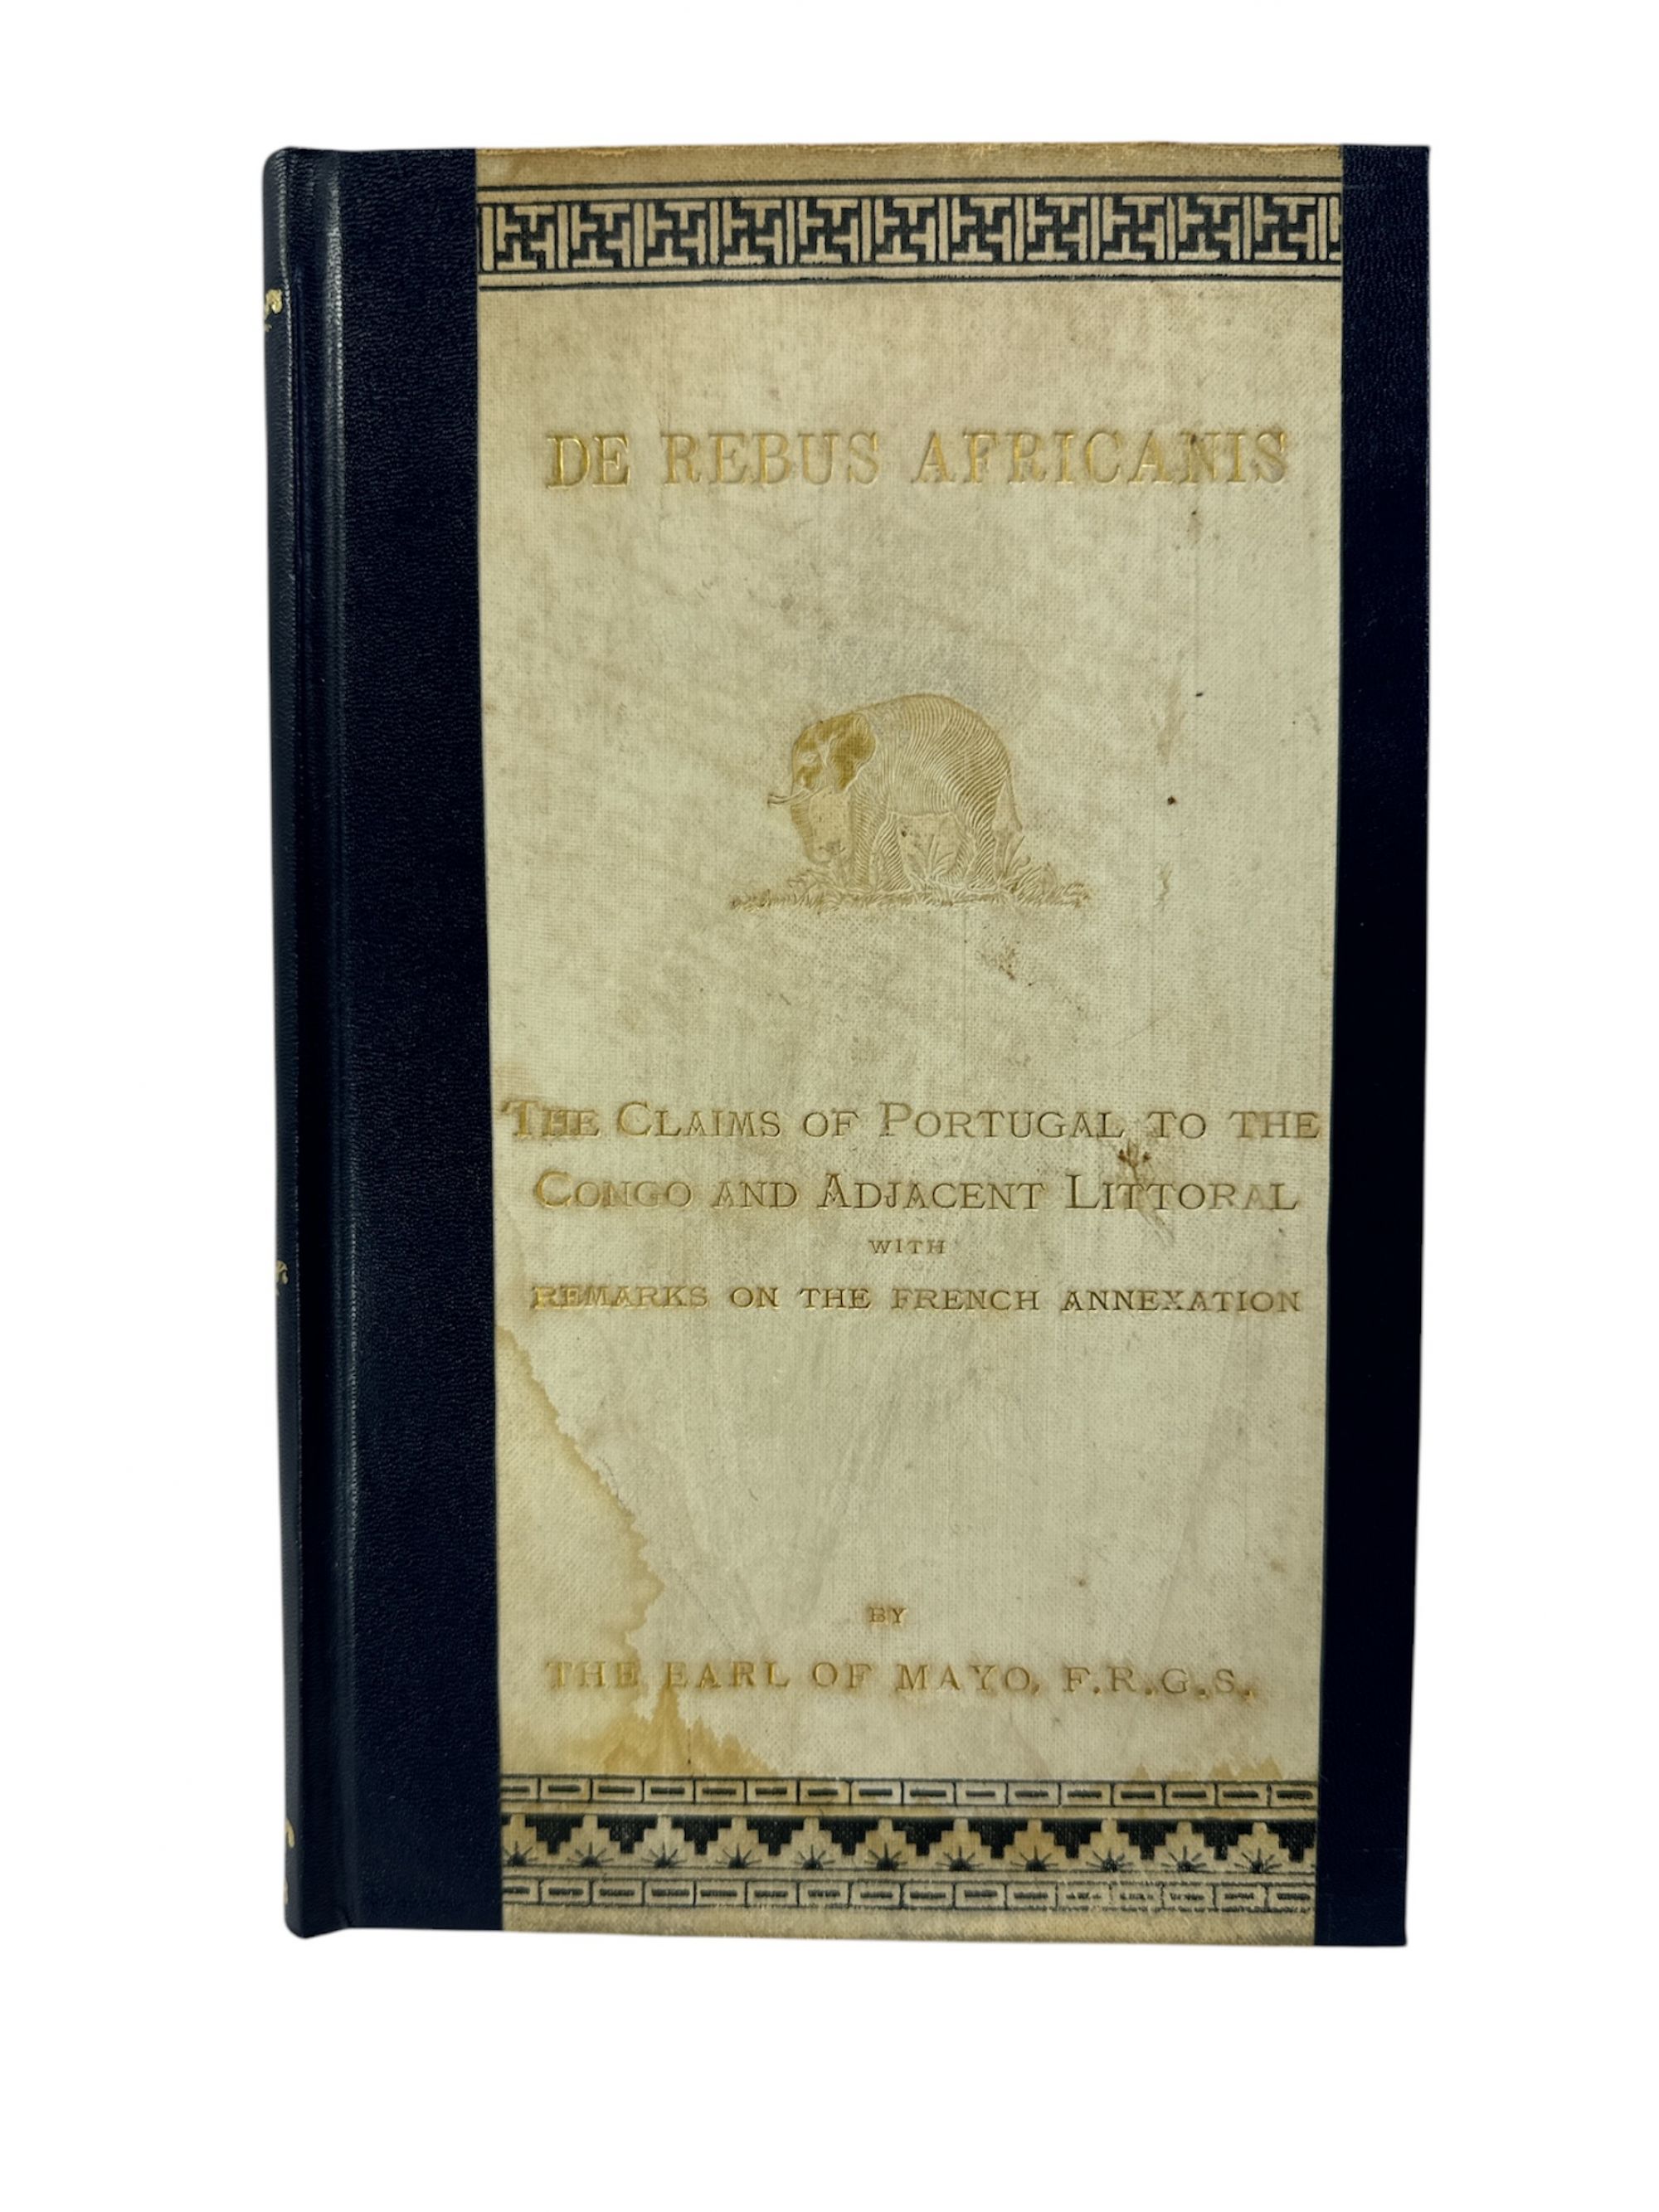 DE REBUS AFRICANIS
THE CLAIMS OF PORTUGAL TO THE
CONGO AND ADJACENT LITTORAL
WITH
REMARKS ON THE FRENCH ANNEXATION
BY
THE EARL OF MAYO, F.R.G.S.